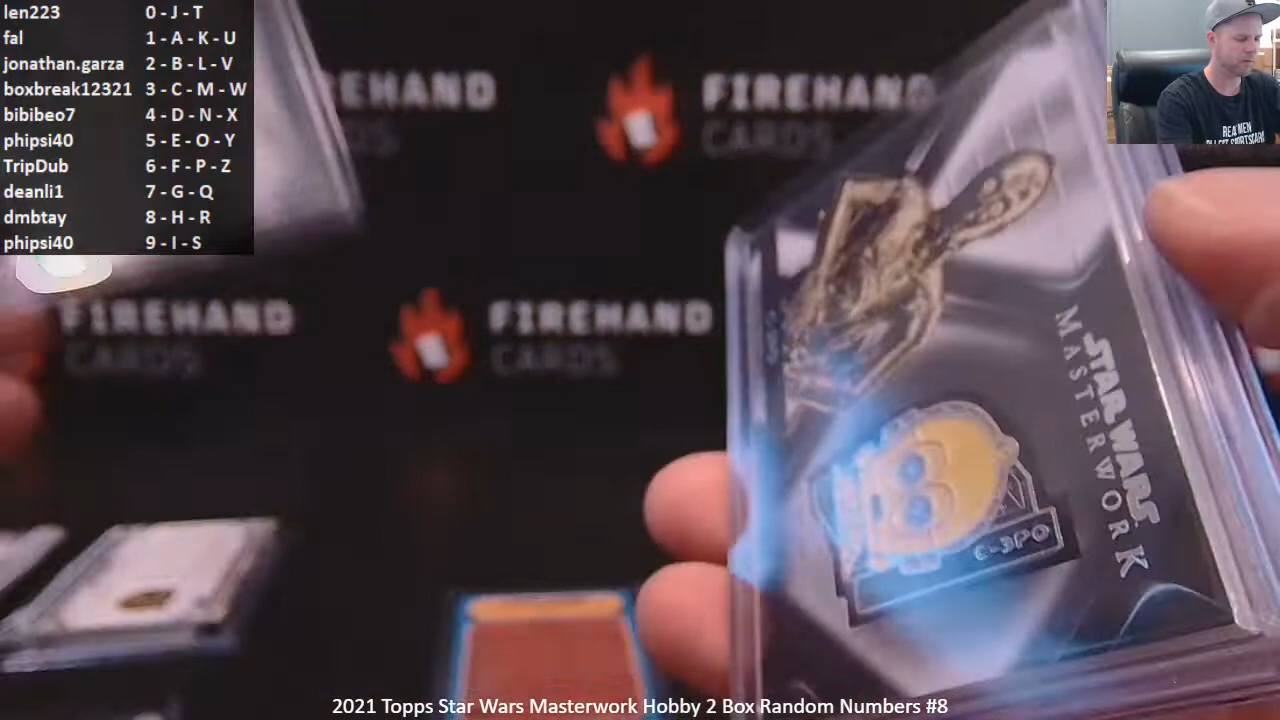 len223 0 - J - T
fal 1 - A - K - U
jonathan.garza 2 - B - L - V
boxbreak12321 3 - C - M - W
bibibeo7 4 - D - N - X
phipsi40 5 - E - O - Y
TripDub 6 - F - P - Z
deanli1 7 - G - Q
dmbtay 8 - H - R
phipsi40 9 - I - S
EHAND
DS
FIREHAND
CARDS
REAL MEN
FIREHAND
CARDS
FIREHAND
CARDS
STAR WARS
MASTERWORK
C-3PO
2021 Topps Star Wars Masterwork Hobby 2 Box Random Numbers #8